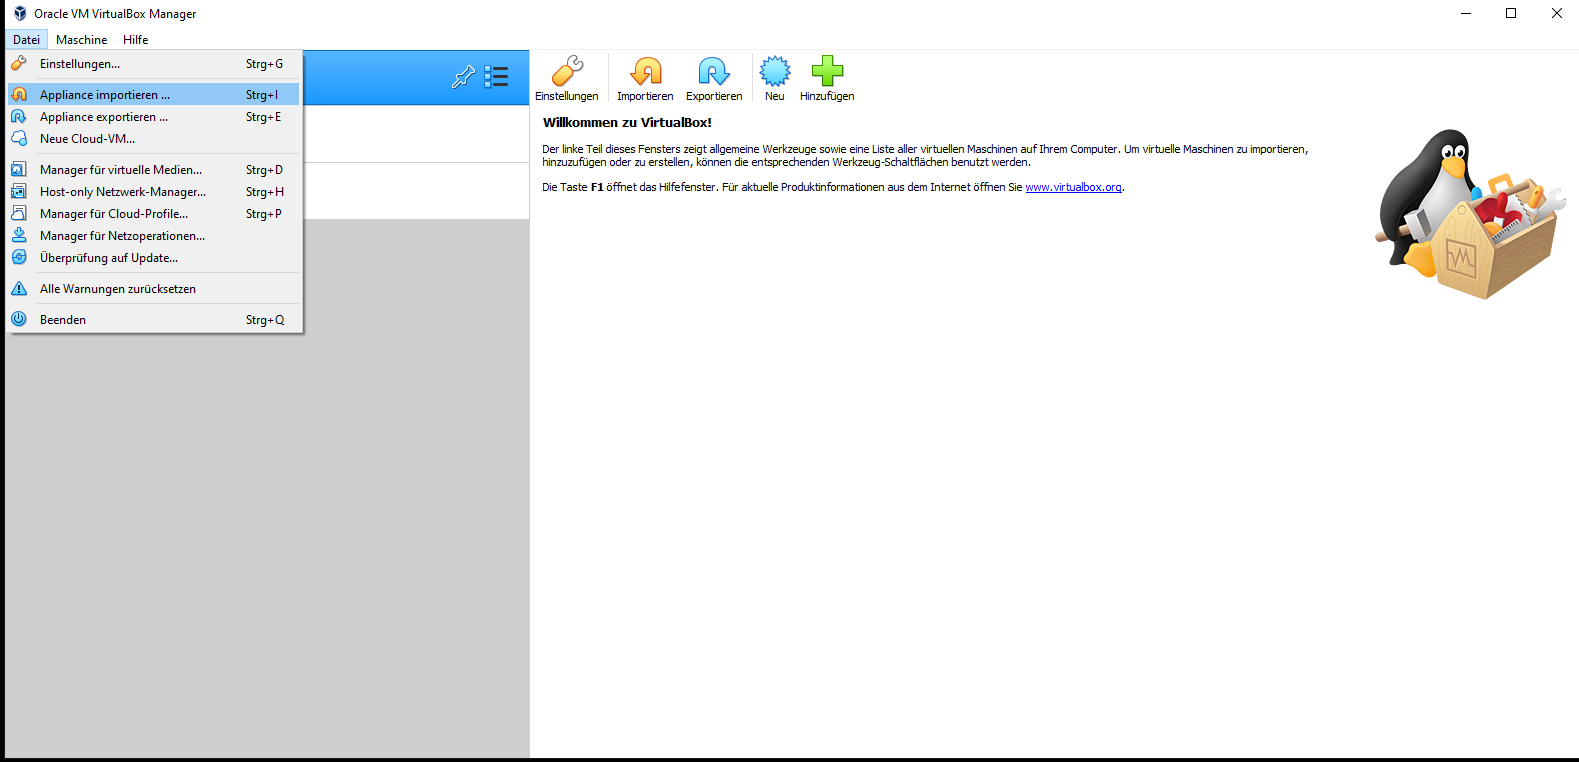 Oracle VM VirtualBox Manager
Datei Maschine Hilfe
Einstellungen... Strg+G
Appliance importieren ... Strg+I
Appliance exportieren ... Strg+E
Neue Cloud-VM...
Manager für virtuelle Medien... Strg+D
Host-only Netzwerk-Manager... Strg+H
Manager für Cloud-Profile... Strg+P
Manager für Netzoperationen...
Überprüfung auf Update...
Alle Warnungen zurücksetzen
Beenden Strg+Q
Einstellungen Importieren Exportieren Neu Hinzufügen
Willkommen zu VirtualBox!
Der linke Teil dieses Fensters zeigt allgemeine Werkzeuge sowie eine Liste aller virtuellen Maschinen auf Ihrem Computer. Um virtuelle Maschinen zu importieren,
hinzuzufügen oder zu erstellen, können die entsprechenden Werkzeug-Schaltflächen benutzt werden.
Die Taste F1 öffnet das Hilfefenster. Für aktuelle Produktinformationen aus dem Internet öffnen Sie www.virtualbox.org.